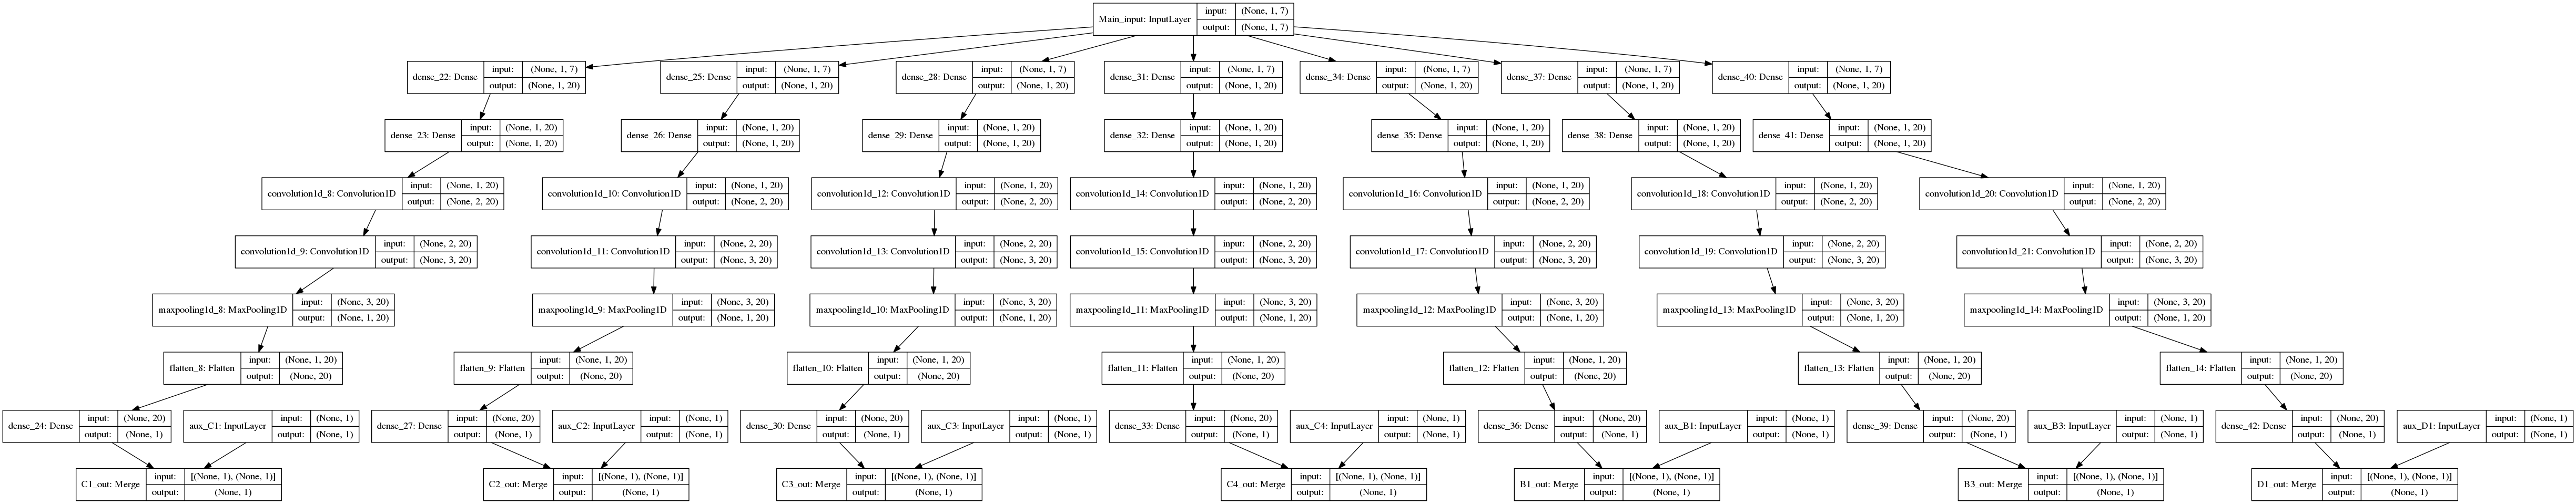 Main_input: InputLayer input: (None, 1, 7)
output: (None, 1, 7)
dense_22: Dense input: (None, 1, 7)
output: (None, 1, 20)
dense_25: Dense input: (None, 1, 7)
output: (None, 1, 20)
dense_28: Dense input: (None, 1, 7)
output: (None, 1, 20)
dense_31: Dense input: (None, 1, 7)
output: (None, 1, 20)
dense_34: Dense input: (None, 1, 7)
output: (None, 1, 20)
dense_37: Dense input: (None, 1, 7)
output: (None, 1, 20)
dense_40: Dense input: (None, 1, 7)
output: (None, 1, 20)
dense_23: Dense input: (None, 1, 20)
output: (None, 1, 20)
dense_26: Dense input: (None, 1, 20)
output: (None, 1, 20)
dense_29: Dense input: (None, 1, 20)
output: (None, 1, 20)
dense_32: Dense input: (None, 1, 20)
output: (None, 1, 20)
dense_35: Dense input: (None, 1, 20)
output: (None, 1, 20)
dense_38: Dense input: (None, 1, 20)
output: (None, 1, 20)
dense_41: Dense input: (None, 1, 20)
output: (None, 1, 20)
convolution1d_8: Convolution1D input: (None, 1, 20)
output: (None, 2, 20)
convolution1d_10: Convolution1D input: (None, 1, 20)
output: (None, 2, 20)
convolution1d_12: Convolution1D input: (None, 1, 20)
output: (None, 2, 20)
convolution1d_14: Convolution1D input: (None, 1, 20)
output: (None, 2, 20)
convolution1d_16: Convolution1D input: (None, 1, 20)
output: (None, 2, 20)
convolution1d_18: Convolution1D input: (None, 1, 20)
output: (None, 2, 20)
convolution1d_20: Convolution1D input: (None, 1, 20)
output: (None, 2, 20)
convolution1d_9: Convolution1D input: (None, 2, 20)
output: (None, 3, 20)
convolution1d_11: Convolution1D input: (None, 2, 20)
output: (None, 3, 20)
convolution1d_13: Convolution1D input: (None, 2, 20)
output: (None, 3, 20)
convolution1d_15: Convolution1D input: (None, 2, 20)
output: (None, 3, 20)
convolution1d_17: Convolution1D input: (None, 2, 20)
output: (None, 3, 20)
convolution1d_19: Convolution1D input: (None, 2, 20)
output: (None, 3, 20)
convolution1d_21: Convolution1D input: (None, 2, 20)
output: (None, 3, 20)
maxpooling1d_8: MaxPooling1D input: (None, 3, 20)
output: (None, 1, 20)
maxpooling1d_9: MaxPooling1D input: (None, 3, 20)
output: (None, 1, 20)
maxpooling1d_10: MaxPooling1D input: (None, 3, 20)
output: (None, 1, 20)
maxpooling1d_11: MaxPooling1D input: (None, 3, 20)
output: (None, 1, 20)
maxpooling1d_12: MaxPooling1D input: (None, 3, 20)
output: (None, 1, 20)
maxpooling1d_13: MaxPooling1D input: (None, 3, 20)
output: (None, 1, 20)
maxpooling1d_14: MaxPooling1D input: (None, 3, 20)
output: (None, 1, 20)
flatten_8: Flatten input: (None, 1, 20)
output: (None, 20)
flatten_9: Flatten input: (None, 1, 20)
output: (None, 20)
flatten_10: Flatten input: (None, 1, 20)
output: (None, 20)
flatten_11: Flatten input: (None, 1, 20)
output: (None, 20)
flatten_12: Flatten input: (None, 1, 20)
output: (None, 20)
flatten_13: Flatten input: (None, 1, 20)
output: (None, 20)
flatten_14: Flatten input: (None, 1, 20)
output: (None, 20)
dense_24: Dense input: (None, 20)
output: (None, 1)
aux_C1: InputLayer input: (None, 1)
output: (None, 1)
dense_27: Dense input: (None, 20)
output: (None, 1)
aux_C2: InputLayer input: (None, 1)
output: (None, 1)
dense_30: Dense input: (None, 20)
output: (None, 1)
aux_C3: InputLayer input: (None, 1)
output: (None, 1)
dense_33: Dense input: (None, 20)
output: (None, 1)
aux_C4: InputLayer input: (None, 1)
output: (None, 1)
dense_36: Dense input: (None, 20)
output: (None, 1)
aux_B1: InputLayer input: (None, 1)
output: (None, 1)
dense_39: Dense input: (None, 20)
output: (None, 1)
aux_B3: InputLayer input: (None, 1)
output: (None, 1)
dense_42: Dense input: (None, 20)
output: (None, 1)
aux_D1: InputLayer input: (None, 1)
output: (None, 1)
C1_out: Merge input: [(None, 1), (None, 1)]
output: (None, 1)
C2_out: Merge input: [(None, 1), (None, 1)]
output: (None, 1)
C3_out: Merge input: [(None, 1), (None, 1)]
output: (None, 1)
C4_out: Merge input: [(None, 1), (None, 1)]
output: (None, 1)
B1_out: Merge input: [(None, 1), (None, 1)]
output: (None, 1)
B3_out: Merge input: [(None, 1), (None, 1)]
output: (None, 1)
D1_out: Merge input: [(None, 1), (None, 1)]
output: (None, 1)